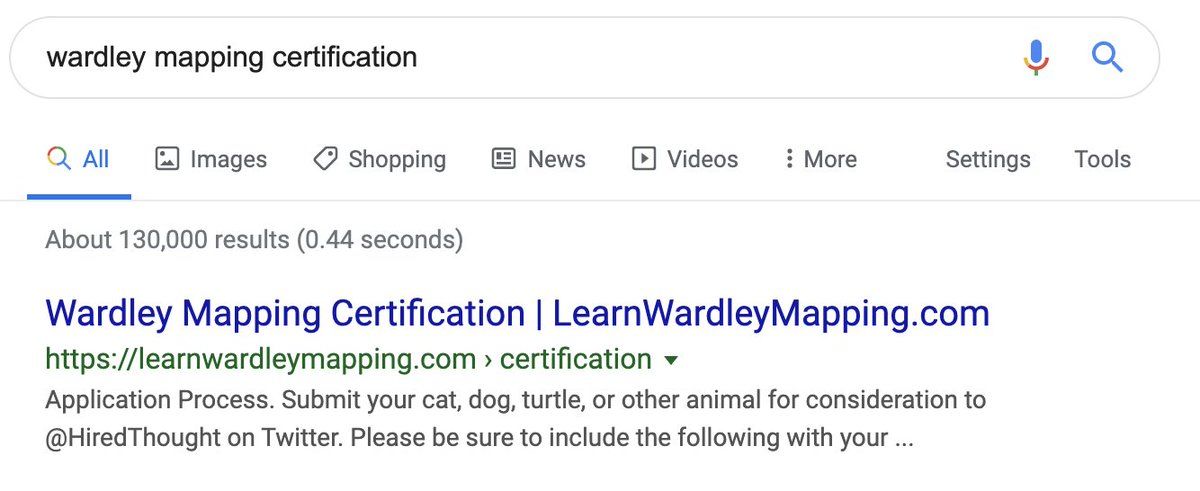 wardley mapping certification
All Images Shopping News Videos More Settings Tools
About 130,000 results (0.44 seconds)
Wardley Mapping Certification | LearnWardleyMapping.com
https://learnwardleymapping.com › certification
Application Process. Submit your cat, dog, turtle, or other animal for consideration to
@HiredThought on Twitter. Please be sure to include the following with your ...